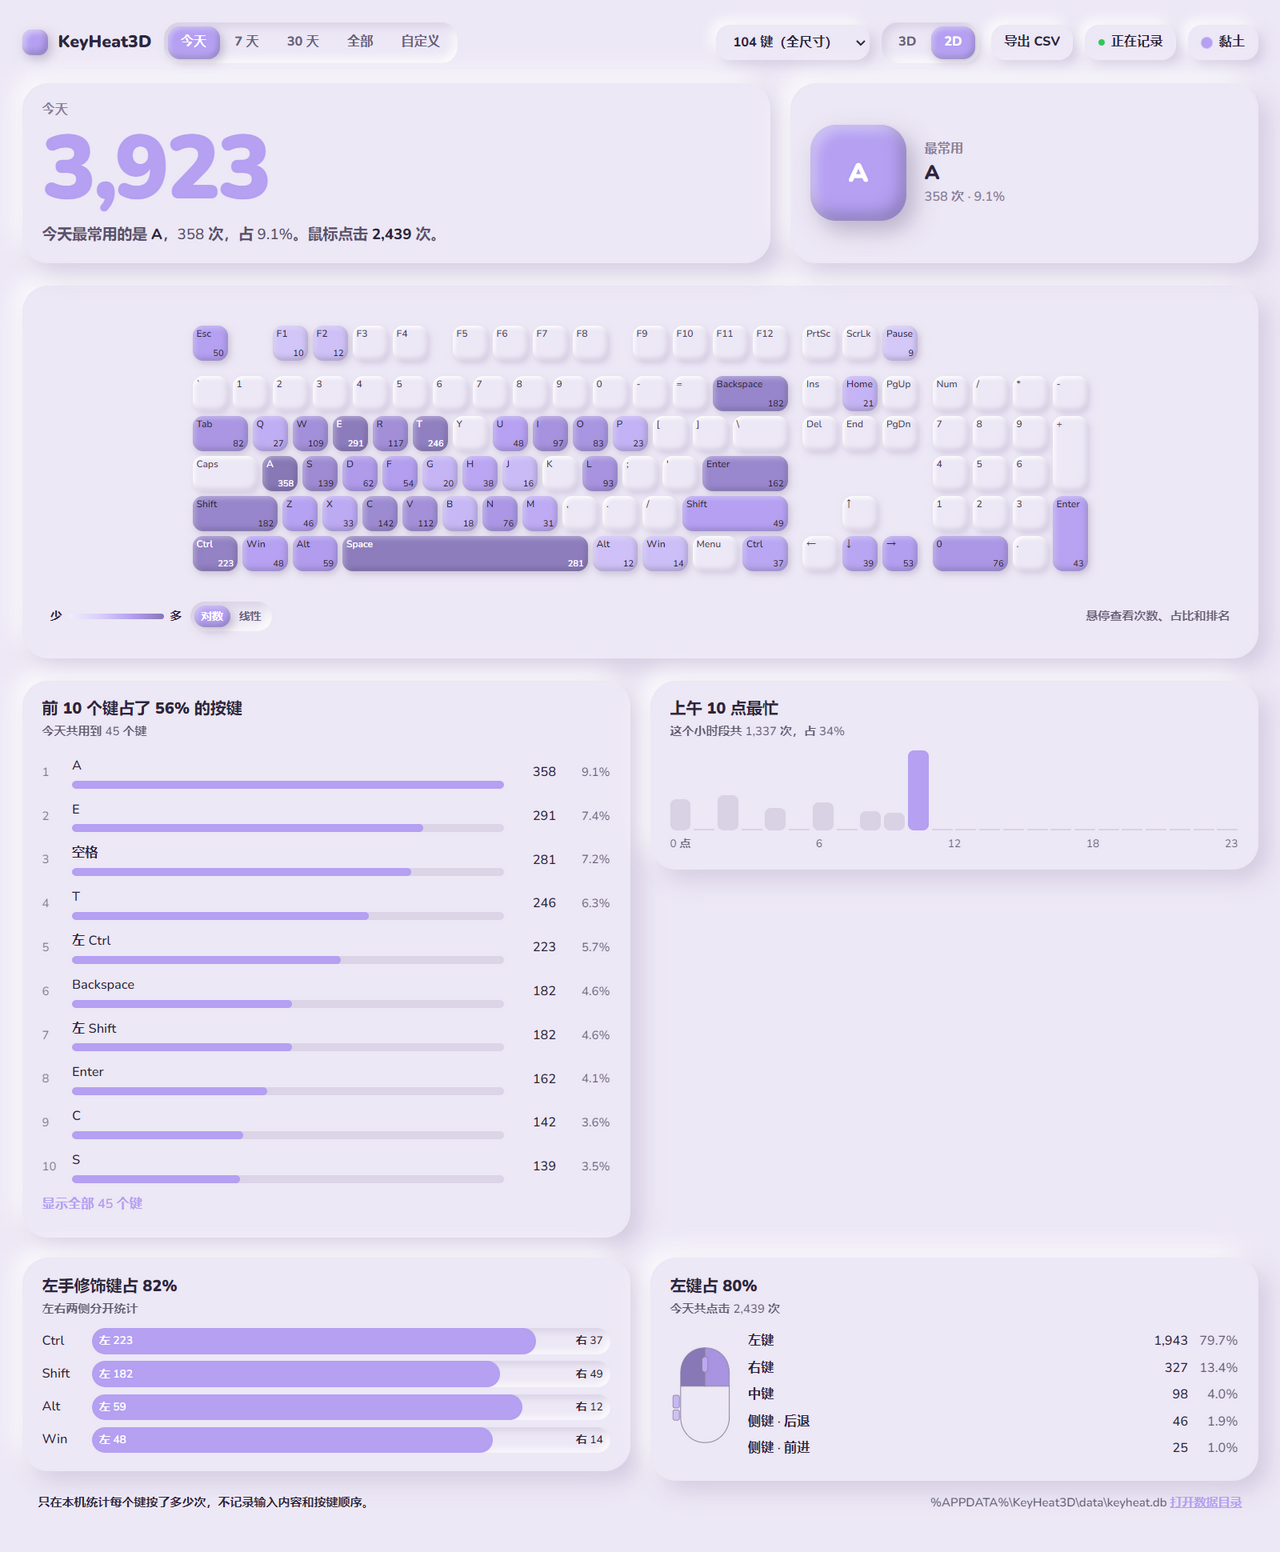 KeyHeat3D 今天 7 天 30 天 全部 自定义 104 键（全尺寸） 3D 2D 导出 CSV 正在记录 黏土
今天
3,923
今天最常用的是 A，358 次，占 9.1%。鼠标点击 2,439 次。
A
最常用
A
358 次 · 9.1%
Esc F1 F2 F3 F4 F5 F6 F7 F8 F9 F10 F11 F12 PrtSc ScrLk Pause
50 10 12 9
` 1 2 3 4 5 6 7 8 9 0 - = Backspace Ins Home PgUp Num / * -
182 21
Tab Q W E R T Y U I O P [ ] \ Del End PgDn 7 8 9 +
82 27 109 291 117 246 48 97 83 23
Caps A S D F G H J K L ; ' Enter 4 5 6
358 139 62 54 20 38 16 93 162
Shift Z X C V B N M , . / Shift ↑ 1 2 3 Enter
182 46 33 142 112 18 76 31 49
Ctrl Win Alt Space Alt Win Menu Ctrl ← ↓ → 0 .
223 48 59 281 12 14 37 39 53 76 43
少 多 对数 线性 悬停查看次数、占比和排名
前 10 个键占了 56% 的按键
今天共用到 45 个键
1 A 358 9.1%
2 E 291 7.4%
3 空格 281 7.2%
4 T 246 6.3%
5 左 Ctrl 223 5.7%
6 Backspace 182 4.6%
7 左 Shift 182 4.6%
8 Enter 162 4.1%
9 C 142 3.6%
10 S 139 3.5%
显示全部 45 个键
上午 10 点最忙
这个小时段共 1,337 次，占 34%
0 点 6 12 18 23
左手修饰键占 82%
左右两侧分开统计
Ctrl 左 223 右 37
Shift 左 182 右 49
Alt 左 59 右 12
Win 左 48 右 14
左键占 80%
今天共点击 2,439 次
左键 1,943 79.7%
右键 327 13.4%
中键 98 4.0%
侧键 · 后退 46 1.9%
侧键 · 前进 25 1.0%
只在本机统计每个键按了多少次，不记录输入内容和按键顺序。
%APPDATA%\KeyHeat3D\data\keyheat.db 打开数据目录